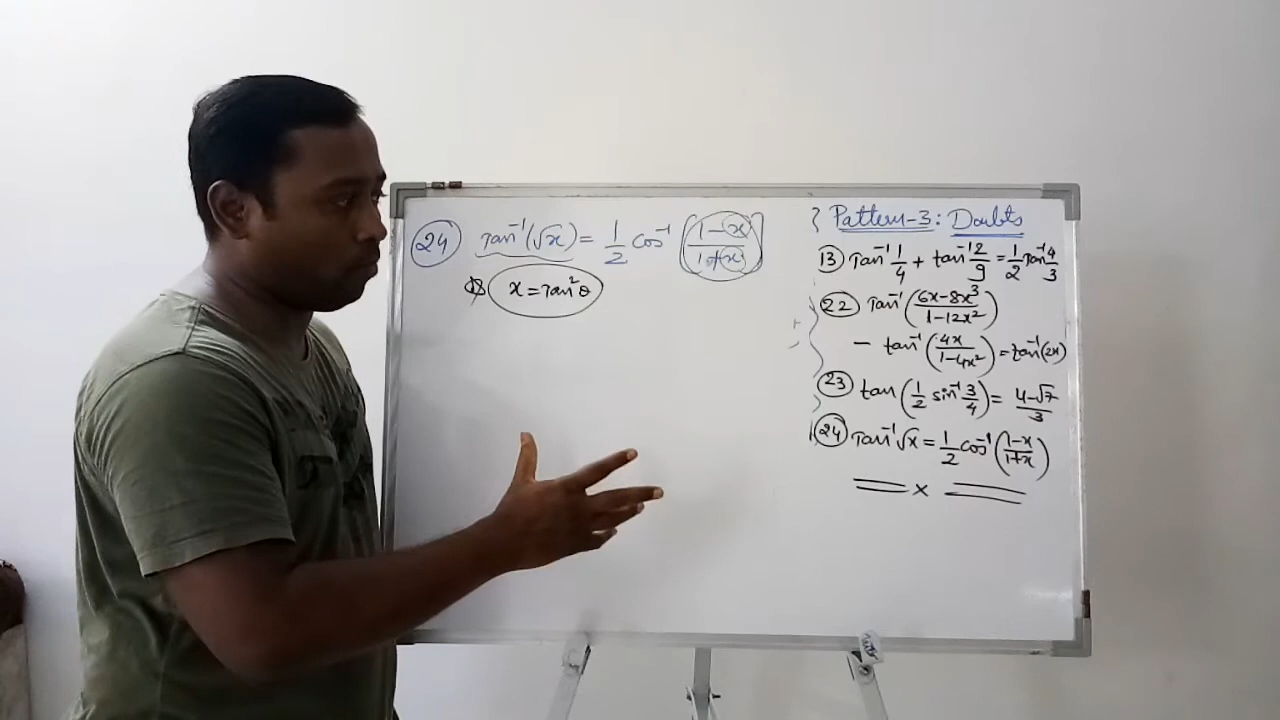 24 Tan⁻¹(√x) = 1/2 cos⁻¹ [(1-x)/(1+x)]
x = Tan²θ
Pattern-3: Doubts
13 Tan⁻¹ 1/4 + tan⁻¹ 2/9 = 1/2 Tan⁻¹ 4/3
22 Tan⁻¹ ((6x-8x³)/(1-12x²))
- tan⁻¹ (4x/(1-4x²)) = tan⁻¹(2x)
23 tan (1/2 sin⁻¹ 3/4) = (4-√7)/3
24 Tan⁻¹ √x = 1/2 cos⁻¹ ((1-x)/(1+x))
x